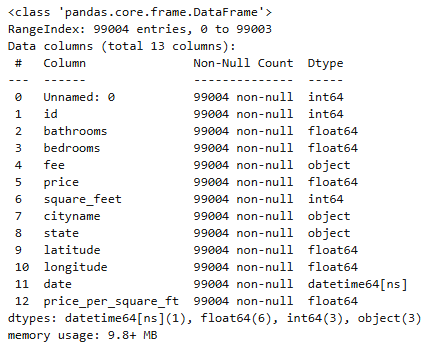 <class 'pandas.core.frame.DataFrame'>
RangeIndex: 99004 entries, 0 to 99003
Data columns (total 13 columns):
 #   Column              Non-Null Count  Dtype
---  ------              --------------  -----
 0   Unnamed: 0          99004 non-null  int64
 1   id                  99004 non-null  int64
 2   bathrooms           99004 non-null  float64
 3   bedrooms            99004 non-null  float64
 4   fee                 99004 non-null  object
 5   price               99004 non-null  float64
 6   square_feet         99004 non-null  int64
 7   cityname            99004 non-null  object
 8   state               99004 non-null  object
 9   latitude            99004 non-null  float64
 10  longitude           99004 non-null  float64
 11  date                99004 non-null  datetime64[ns]
 12  price_per_square_ft  99004 non-null  float64
dtypes: datetime64[ns](1), float64(6), int64(3), object(3)
memory usage: 9.8+ MB